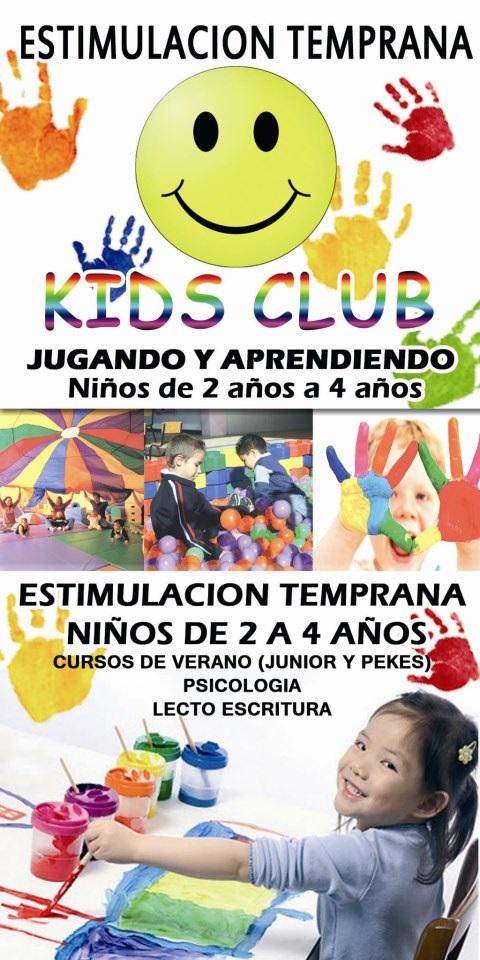 ESTIMULACION TEMPRANA
KIDS CLUB
JUGANDO Y APRENDIENDO
Niños de 2 años a 4 años
ESTIMULACION TEMPRANA
NIÑOS DE 2 A 4 AÑOS
CURSOS DE VERANO (JUNIOR Y PEKES)
PSICOLOGIA
LECTO ESCRITURA